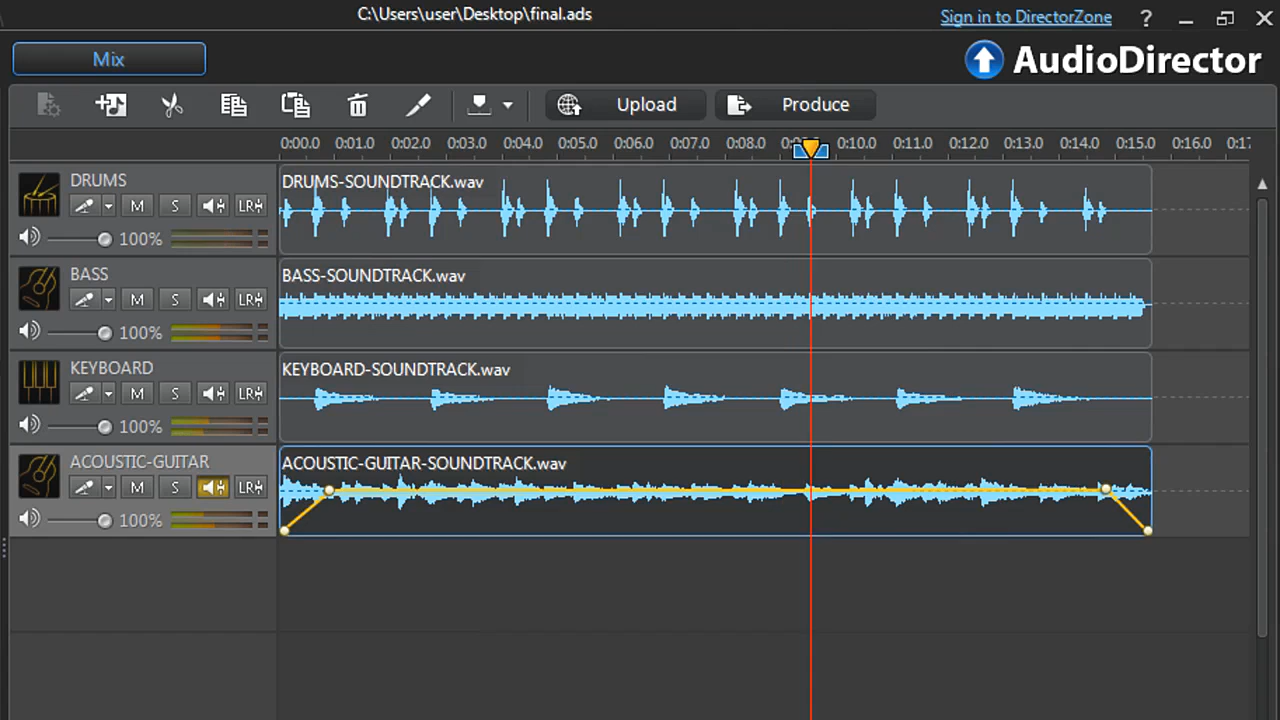 C:\Users\user\Desktop\final.ads
Sign in to DirectorZone
?
Mix
AudioDirector
Upload
Produce
0:00.0 0:01.0 0:02.0 0:03.0 0:04.0 0:05.0 0:06.0 0:07.0 0:08.0 0:10.0 0:11.0 0:12.0 0:13.0 0:14.0 0:15.0 0:16.0 0:17
DRUMS
DRUMS-SOUNDTRACK.wav
M S LR
100%
BASS
BASS-SOUNDTRACK.wav
M S LR
100%
KEYBOARD
KEYBOARD-SOUNDTRACK.wav
M S LR
100%
ACOUSTIC-GUITAR
ACOUSTIC-GUITAR-SOUNDTRACK.wav
M S LR
100%